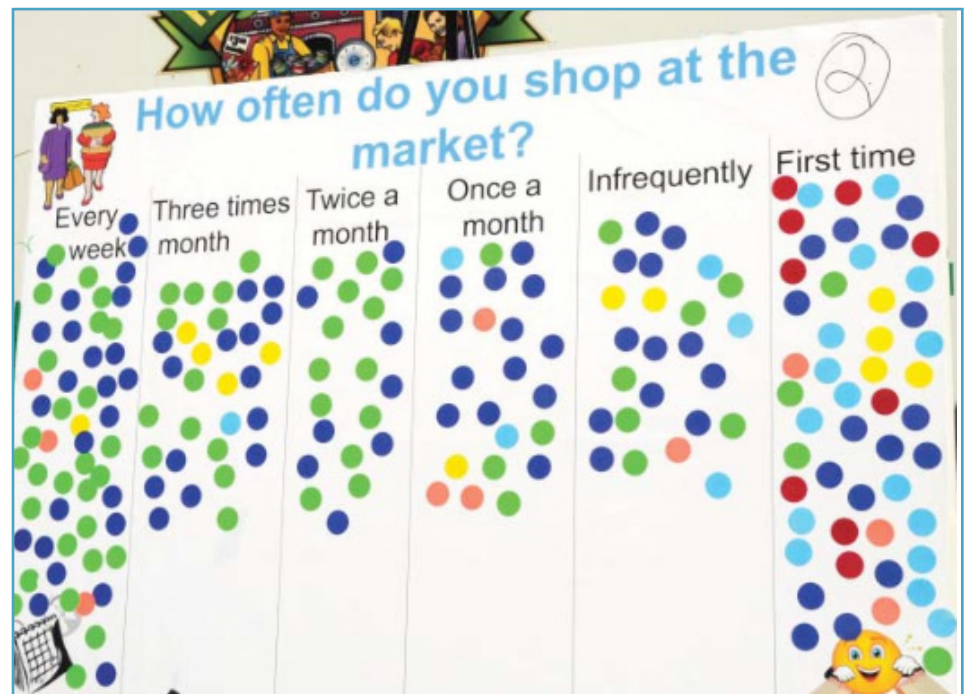 How often do you shop at the
market?
2
Every
week
Three times
month
Twice a
month
Once a
month
Infrequently
First time